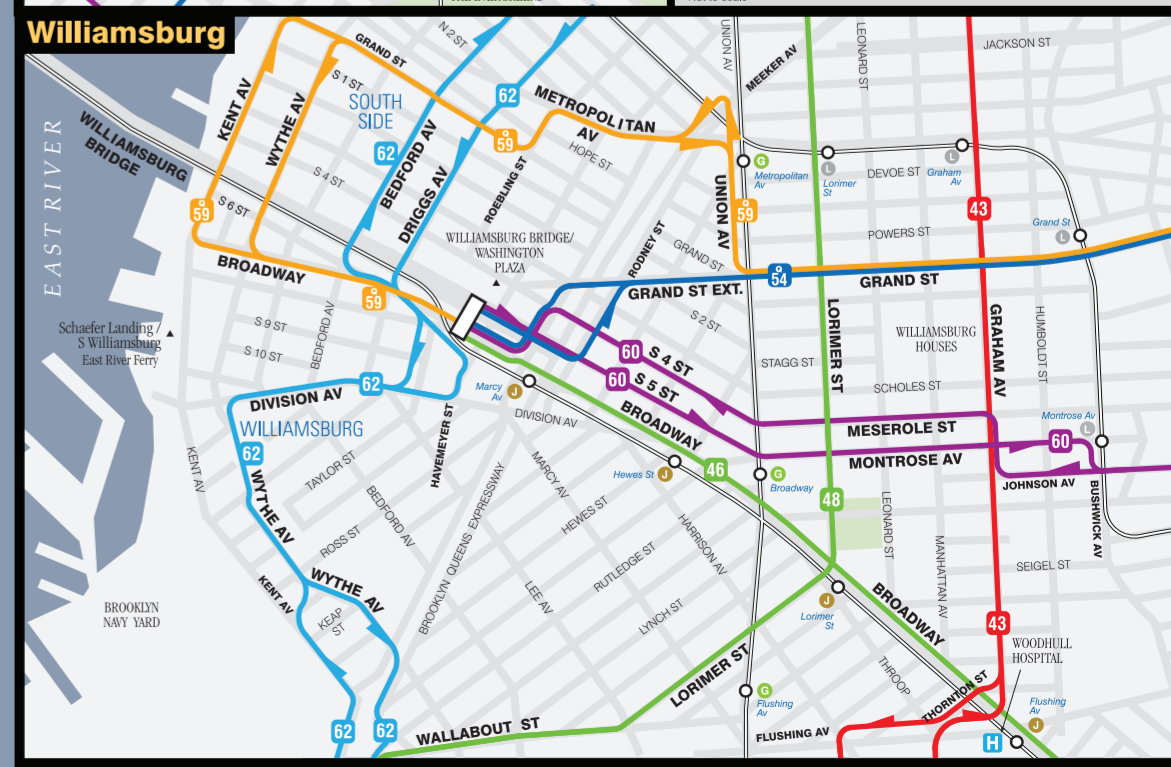 Williamsburg
N 2 ST
UNION AV
MEEKER AV
LEONARD ST
JACKSON ST
GRAND ST
S 1 ST
SOUTH
SIDE
62
METROPOLITAN
AV
KENT AV
WYTHE AV
EAST RIVER
WILLIAMSBURG
BRIDGE
59
HOPE ST
62
BEDFORD AV
G
Metropolitan
Av
L
Lorimer
St
DEVOE ST
L
Graham
Av
S 4 ST
DRIGGS AV
ROEBLING ST
UNION AV
59
S 6 ST
59
43
POWERS ST
Grand St
L
WILLIAMSBURG BRIDGE/
WASHINGTON
PLAZA
RODNEY ST
GRAND ST
BROADWAY
59
GRAND ST EXT.
54
GRAND ST
BEDFORD AV
S 9 ST
S 10 ST
Schaefer Landing /
S Williamsburg
East River Ferry
S 2 ST
LORIMER ST
WILLIAMSBURG
HOUSES
GRAHAM AV
HUMBOLDT ST
60
S 4 ST
STAGG ST
60
S 5 ST
SCHOLES ST
62
DIVISION AV
Marcy
Av
J
BROADWAY
DIVISION AV
WILLIAMSBURG
HAVEMEYER ST
MESEROLE ST
Montrose Av
L
60
MONTROSE AV
62
KENT AV
WYTHE AV
TAYLOR ST
MARCY AV
Hewes St
J
46
G
Broadway
JOHNSON AV
BUSHWICK AV
BEDFORD AV
BROOKLYN QUEENS EXPRESSWAY
HEWES ST
48
LEONARD ST
ROSS ST
HARRISON AV
MANHATTAN AV
SEIGEL ST
RUTLEDGE ST
KENT AV
WYTHE AV
LEE AV
J
Lorimer
St
BROADWAY
BROOKLYN
NAVY YARD
KEAP
ST
LYNCH ST
43
WOODHULL
HOSPITAL
LORIMER ST
THROOP
THORNTON ST
G
Flushing
Av
Flushing
Av
J
62
62
WALLABOUT ST
FLUSHING AV
H